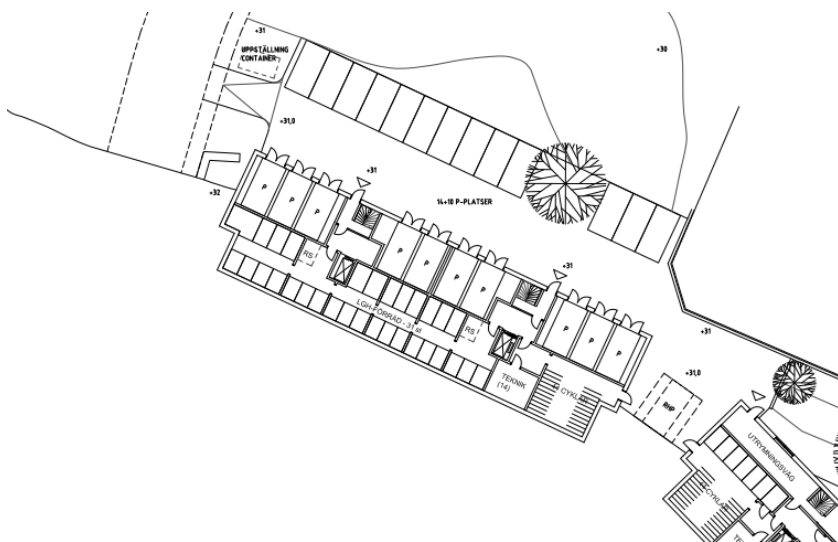 +31
+30
UPPSTÄLLNING
CONTAINER
+31,0
+32
+31
14+10 P-PLATSER
P
P
P
P
P
P
P
RS
+31
LGH-FÖRRÅD - 31 st
RS
P
P
P
+31
TEKNIK
(14)
CYKLAR
+31,0
RHP
UTRYMNINGSVÄG
CYKLAR